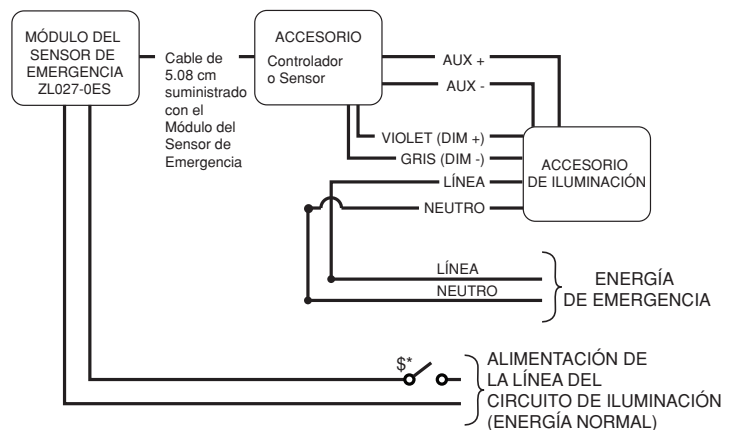 MÓDULO DEL
SENSOR DE
EMERGENCIA
ZL027-0ES
Cable de
5.08 cm
suministrado
con el
Módulo del
Sensor de
Emergencia
ACCESORIO
Controlador
o Sensor
AUX +
AUX -
VIOLET (DIM +)
GRIS (DIM -)
LÍNEA
NEUTRO
ACCESORIO
DE ILUMINACIÓN
LÍNEA
NEUTRO
ENERGÍA
DE EMERGENCIA
$*
ALIMENTACIÓN DE
LA LÍNEA DEL
CIRCUITO DE ILUMINACIÓN
(ENERGÍA NORMAL)